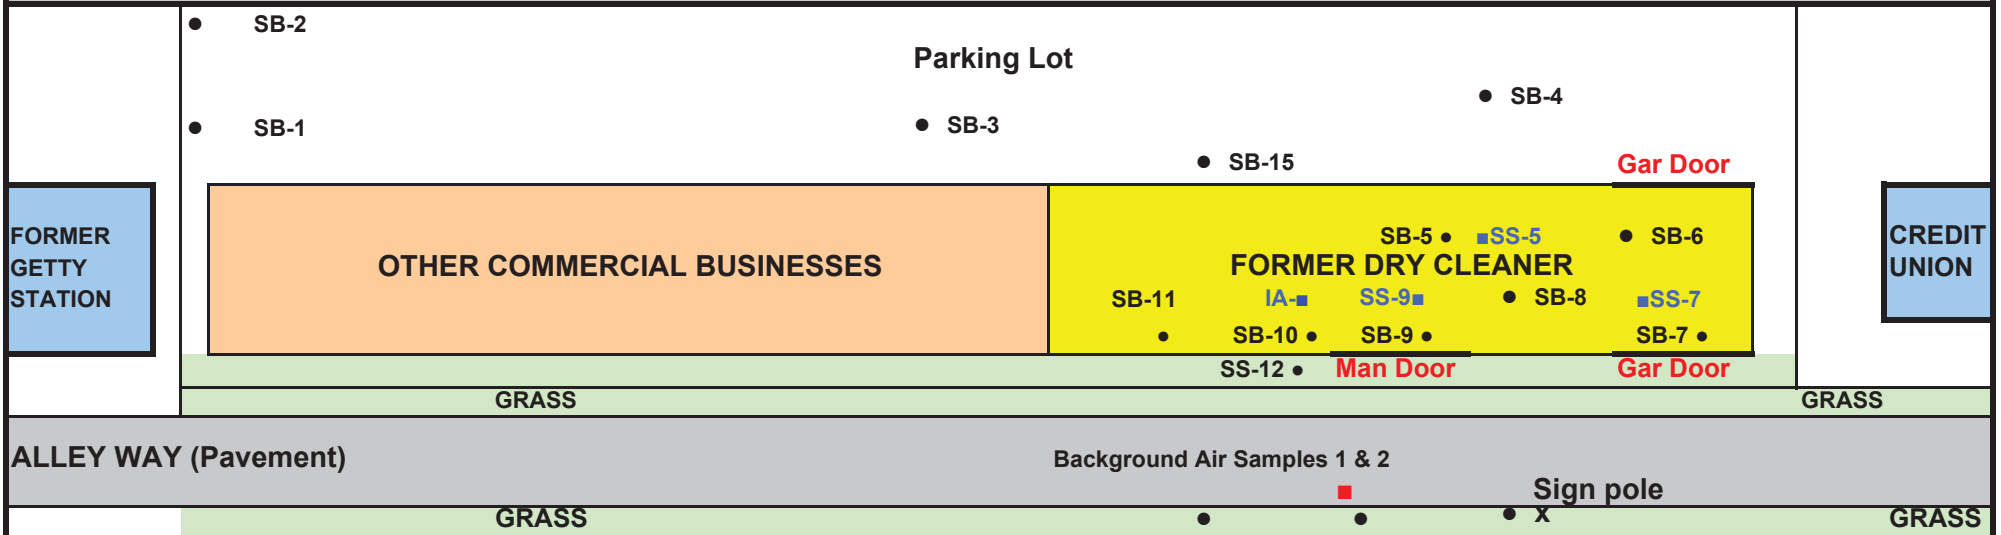 SB-2
Parking Lot
SB-4
SB-1
SB-3
SB-15
Gar Door
FORMER
GETTY
STATION
OTHER COMMERCIAL BUSINESSES
SB-5
SS-5
SB-6
FORMER DRY CLEANER
SB-11
IA-
SS-9
SB-8
SS-7
SB-10
SB-9
SB-7
CREDIT
UNION
SS-12
Man Door
Gar Door
GRASS
GRASS
ALLEY WAY (Pavement)
Background Air Samples 1 & 2
Sign pole
x
GRASS
GRASS